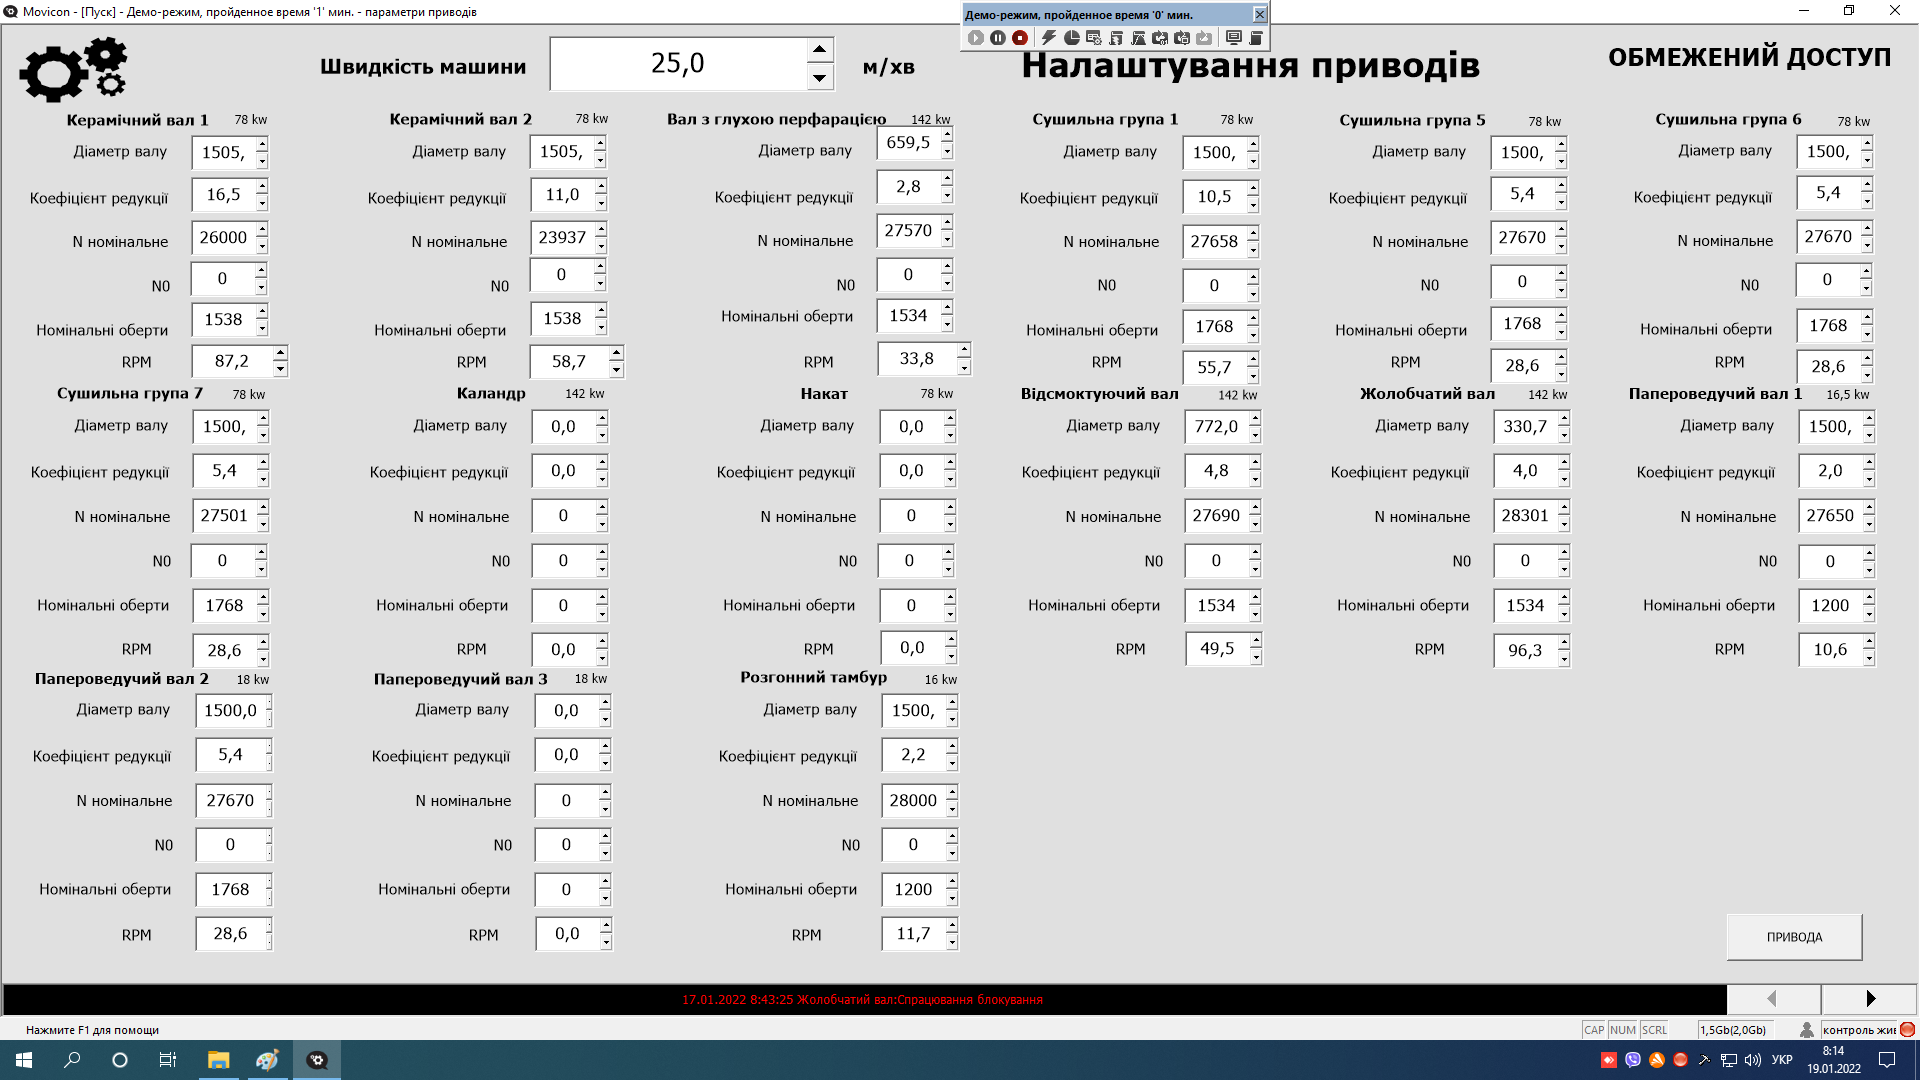 Movicon - [Пуск] - Демо-режим, пройденное время '1' мин. - параметри приводів
Демо-режим, пройденное время '0' мин.
Швидкість машини 25,0 м/хв
Налаштування приводів
ОБМЕЖЕНИЙ ДОСТУП
Керамічний вал 1 78 kw
Діаметр валу 1505,
Коефіцієнт редукції 16,5
N номінальне 26000
N0 0
Номінальні оберти 1538
RPM 87,2
Керамічний вал 2 78 kw
Діаметр валу 1505,
Коефіцієнт редукції 11,0
N номінальне 23937
N0 0
Номінальні оберти 1538
RPM 58,7
Вал з глухою перфарацією 142 kw
Діаметр валу 659,5
Коефіцієнт редукції 2,8
N номінальне 27570
N0 0
Номінальні оберти 1534
RPM 33,8
Сушильна група 1 78 kw
Діаметр валу 1500,
Коефіцієнт редукції 10,5
N номінальне 27658
N0 0
Номінальні оберти 1768
RPM 55,7
Сушильна група 5 78 kw
Діаметр валу 1500,
Коефіцієнт редукції 5,4
N номінальне 27670
N0 0
Номінальні оберти 1768
RPM 28,6
Сушильна група 6 78 kw
Діаметр валу 1500,
Коефіцієнт редукції 5,4
N номінальне 27670
N0 0
Номінальні оберти 1768
RPM 28,6
Сушильна група 7 78 kw
Діаметр валу 1500,
Коефіцієнт редукції 5,4
N номінальне 27501
N0 0
Номінальні оберти 1768
RPM 28,6
Каландр 142 kw
Діаметр валу 0,0
Коефіцієнт редукції 0,0
N номінальне 0
N0 0
Номінальні оберти 0
RPM 0,0
Накат 78 kw
Діаметр валу 0,0
Коефіцієнт редукції 0,0
N номінальне 0
N0 0
Номінальні оберти 0
RPM 0,0
Відсмоктуючий вал 142 kw
Діаметр валу 772,0
Коефіцієнт редукції 4,8
N номінальне 27690
N0 0
Номінальні оберти 1534
RPM 49,5
Жолобчатий вал 142 kw
Діаметр валу 330,7
Коефіцієнт редукції 4,0
N номінальне 28301
N0 0
Номінальні оберти 1534
RPM 96,3
Папероведучий вал 1 16,5 kw
Діаметр валу 1500,
Коефіцієнт редукції 2,0
N номінальне 27650
N0 0
Номінальні оберти 1200
RPM 10,6
Папероведучий вал 2 18 kw
Діаметр валу 1500,0
Коефіцієнт редукції 5,4
N номінальне 27670
N0 0
Номінальні оберти 1768
RPM 28,6
Папероведучий вал 3 18 kw
Діаметр валу 0,0
Коефіцієнт редукції 0,0
N номінальне 0
N0 0
Номінальні оберти 0
RPM 0,0
Розгонний тамбур 16 kw
Діаметр валу 1500,
Коефіцієнт редукції 2,2
N номінальне 28000
N0 0
Номінальні оберти 1200
RPM 11,7
ПРИВОДА
17.01.2022 8:43:25 Жолобчатий вал:Спрацювання блокування
Нажмите F1 для помощи
CAP NUM SCRL 1,5Gb(2,0Gb) контроль жив
УКР 8:14
19.01.2022